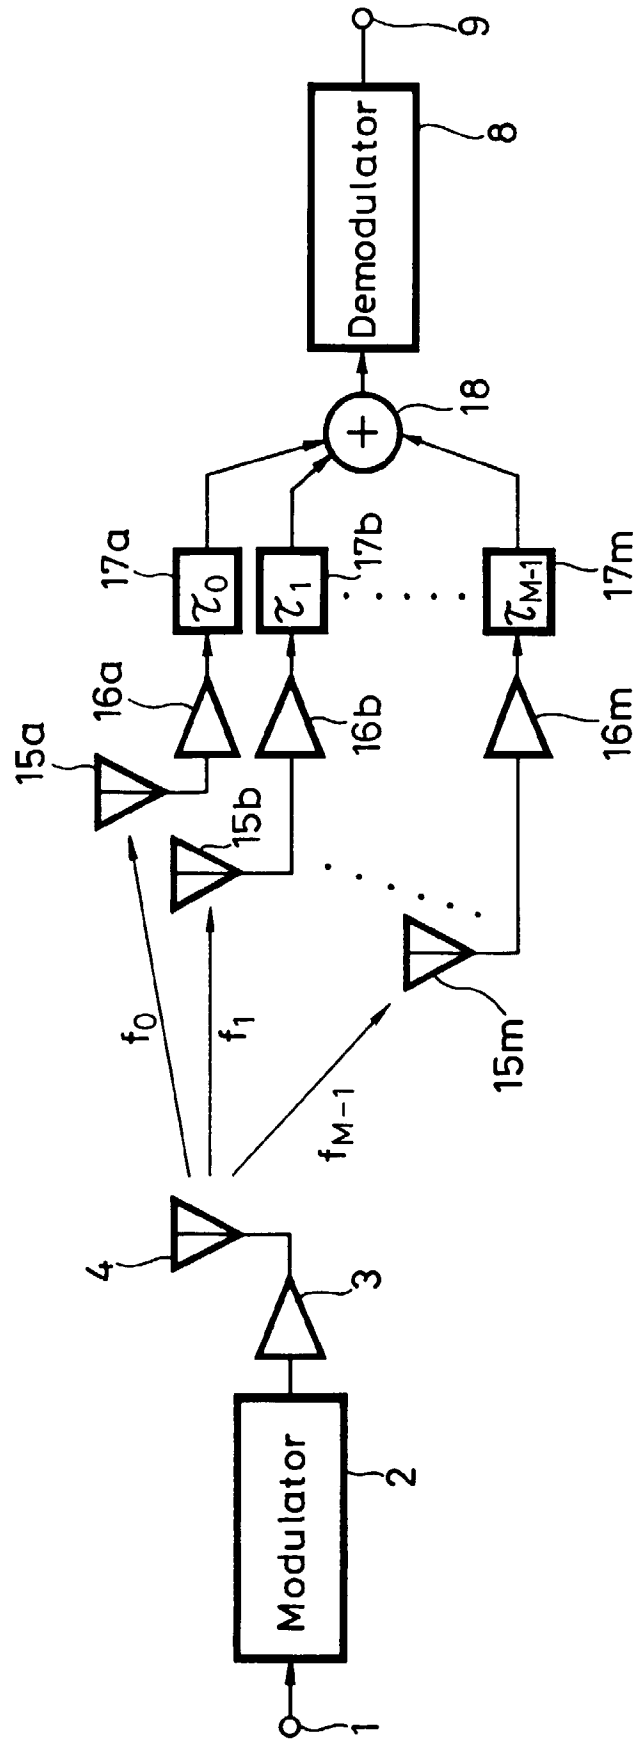 1
Modulator
2
3
4
f0
f1
fM-1
15a
15b
15m
16a
16b
16m
17a
τ0
τ1
17b
τM-1
17m
+
18
Demodulator
8
9